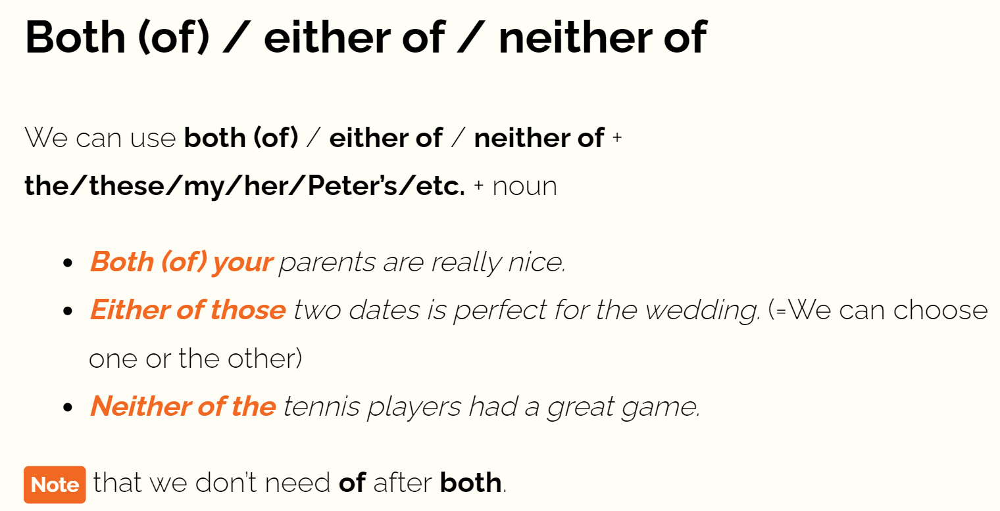 Both (of) / either of / neither of
We can use both (of) / either of / neither of +
the/these/my/her/Peter’s/etc. + noun
• Both (of) your parents are really nice.
• Either of those two dates is perfect for the wedding. (=We can choose
one or the other)
• Neither of the tennis players had a great game.
Note that we don’t need of after both.